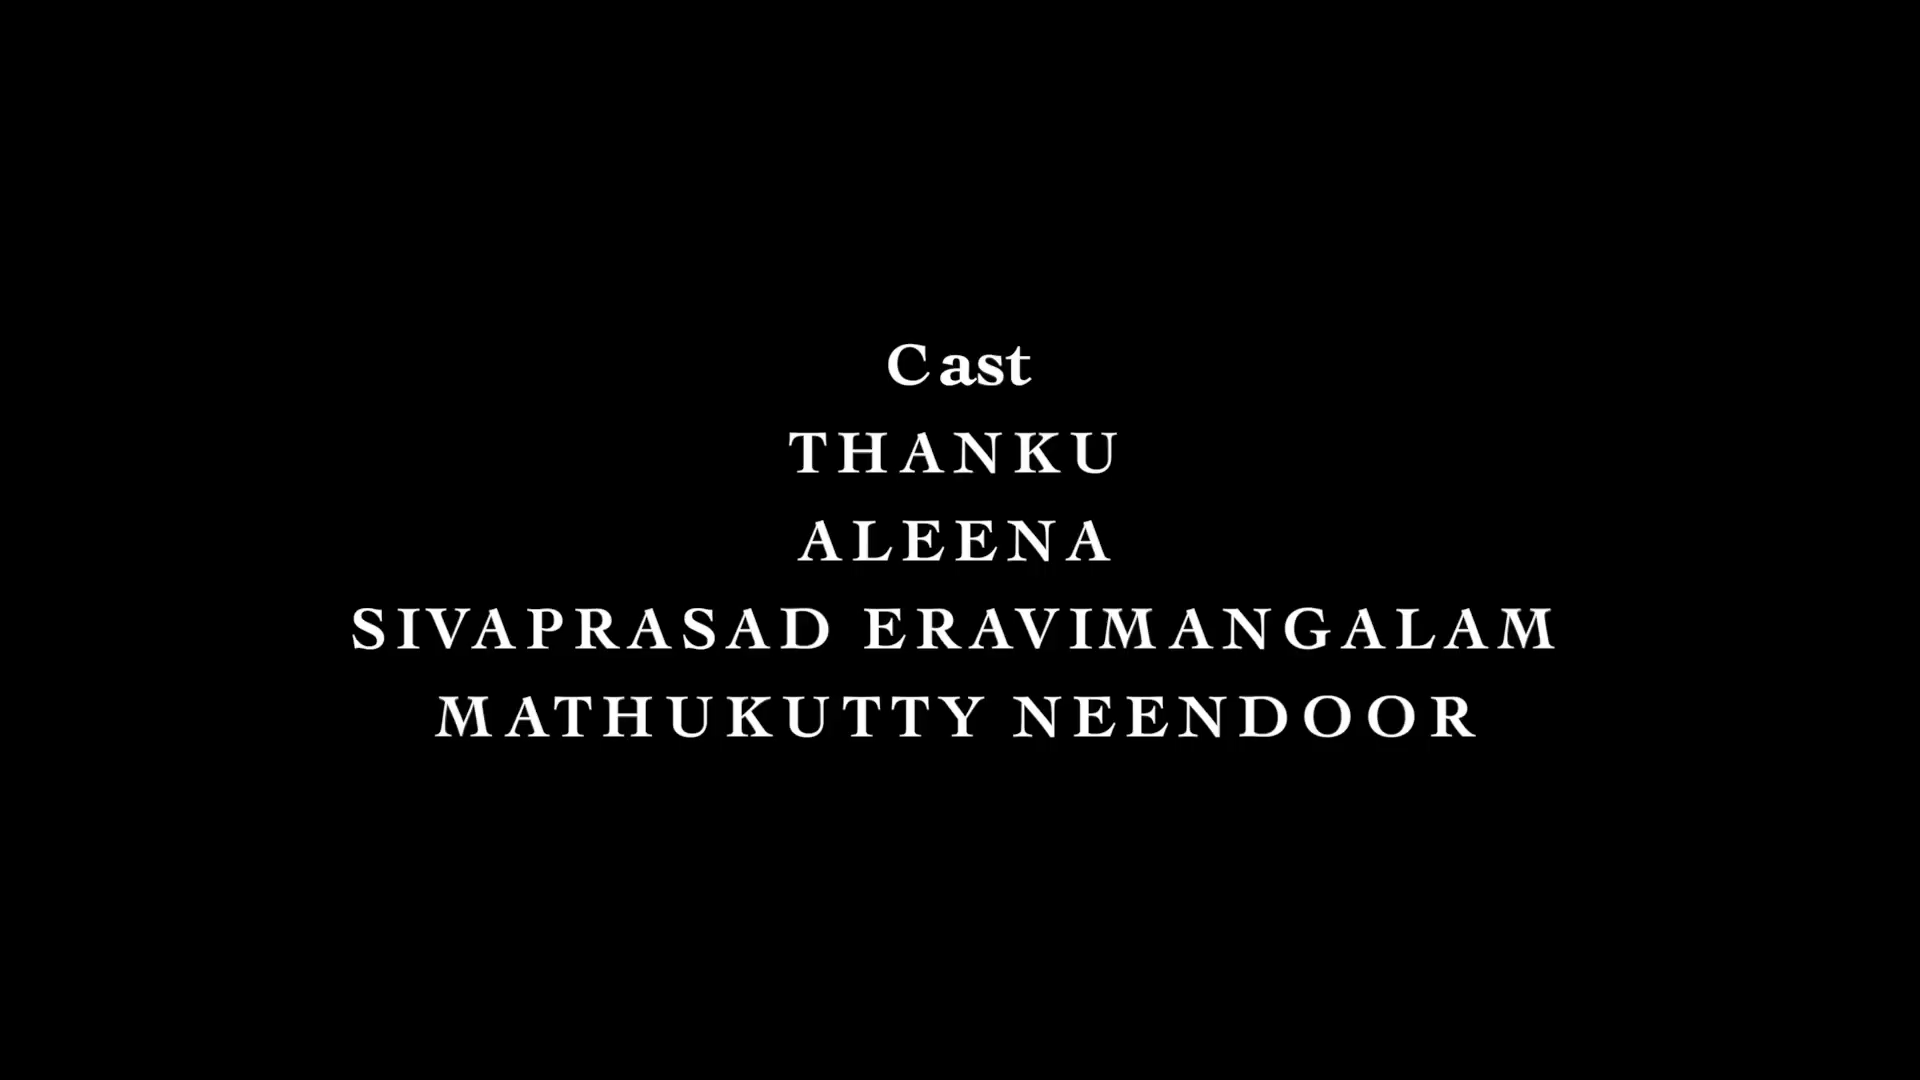 Cast
THANKU
ALEENA
SIVAPRASAD ERAVIMANGALAM
MATHUKUTTY NEENDOOR